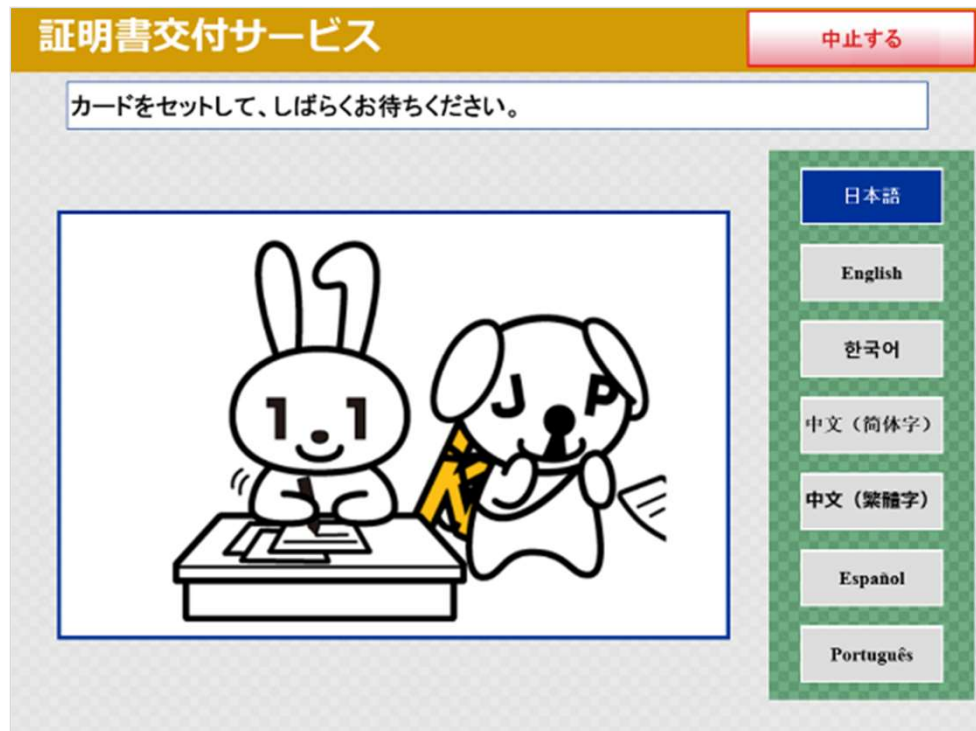 証明書交付サービス
中止する
カードをセットして、しばらくお待ちください。
日本語
English
한국어
中文（简体字）
中文（繁體字）
Español
Português
1 1
J P